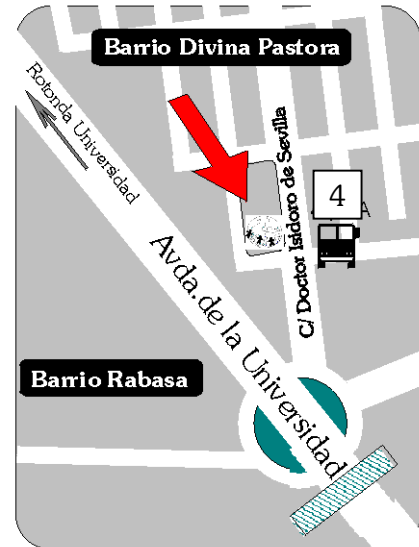 Barrio Divina Pastora
Rotonda Universidad
C/ Doctor Isidoro de Sevilla
4
A
Avda.de la Universidad
Barrio Rabasa